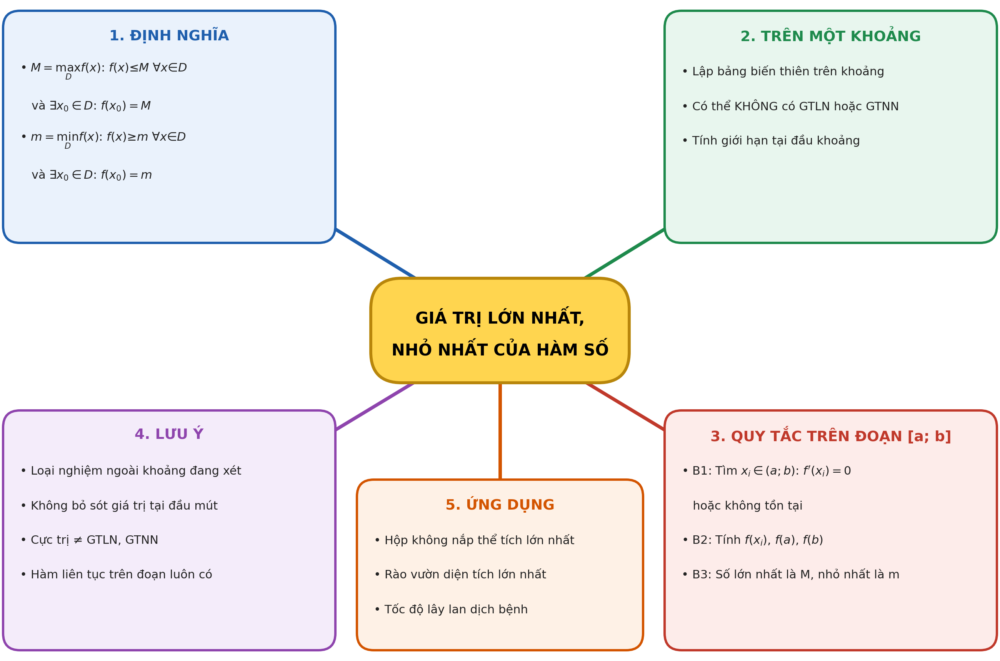 1. ĐỊNH NGHĨA
• M = max f(x): f(x)≤M ∀x∈D
D
và ∃x₀ ∈ D: f(x₀) = M
• m = min f(x): f(x)≥m ∀x∈D
D
và ∃x₀ ∈ D: f(x₀) = m
2. TRÊN MỘT KHOẢNG
• Lập bảng biến thiên trên khoảng
• Có thể KHÔNG có GTLN hoặc GTNN
• Tính giới hạn tại đầu khoảng
GIÁ TRỊ LỚN NHẤT,
NHỎ NHẤT CỦA HÀM SỐ
3. QUY TẮC TRÊN ĐOẠN [a; b]
• B1: Tìm xᵢ ∈ (a; b): f′(xᵢ) = 0
hoặc không tồn tại
• B2: Tính f(xᵢ), f(a), f(b)
• B3: Số lớn nhất là M, nhỏ nhất là m
4. LƯU Ý
• Loại nghiệm ngoài khoảng đang xét
• Không bỏ sót giá trị tại đầu mút
• Cực trị ≠ GTLN, GTNN
• Hàm liên tục trên đoạn luôn có
5. ỨNG DỤNG
• Hộp không nắp thể tích lớn nhất
• Rào vườn diện tích lớn nhất
• Tốc độ lây lan dịch bệnh